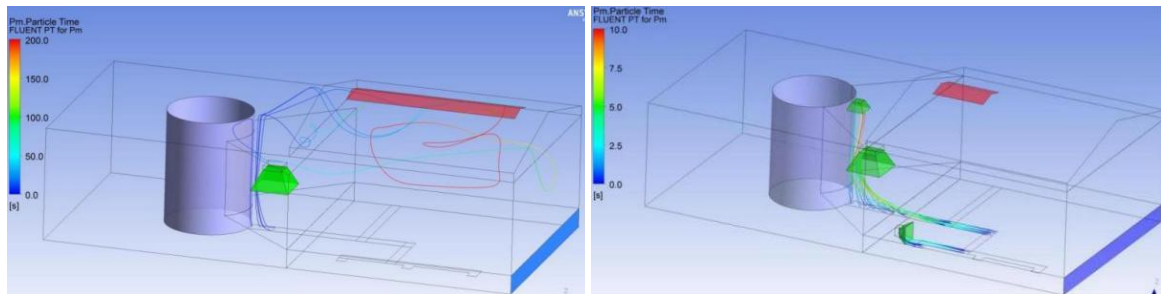 Pm.Particle Time
FLUENT PT for Pm
200.0
150.0
100.0
50.0
0.0
[s]
ANS
Z
Pm.Particle Time
FLUENT PT for Pm
10.0
7.5
5.0
2.5
0.0
[s]
Z